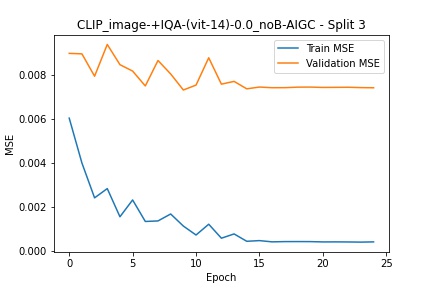 CLIP_image-+IQA-(vit-14)-0.0_noB-AIGC - Split 3
Train MSE
Validation MSE
0.008
0.006
0.004
0.002
0.000
MSE
0 5 10 15 20 25
Epoch